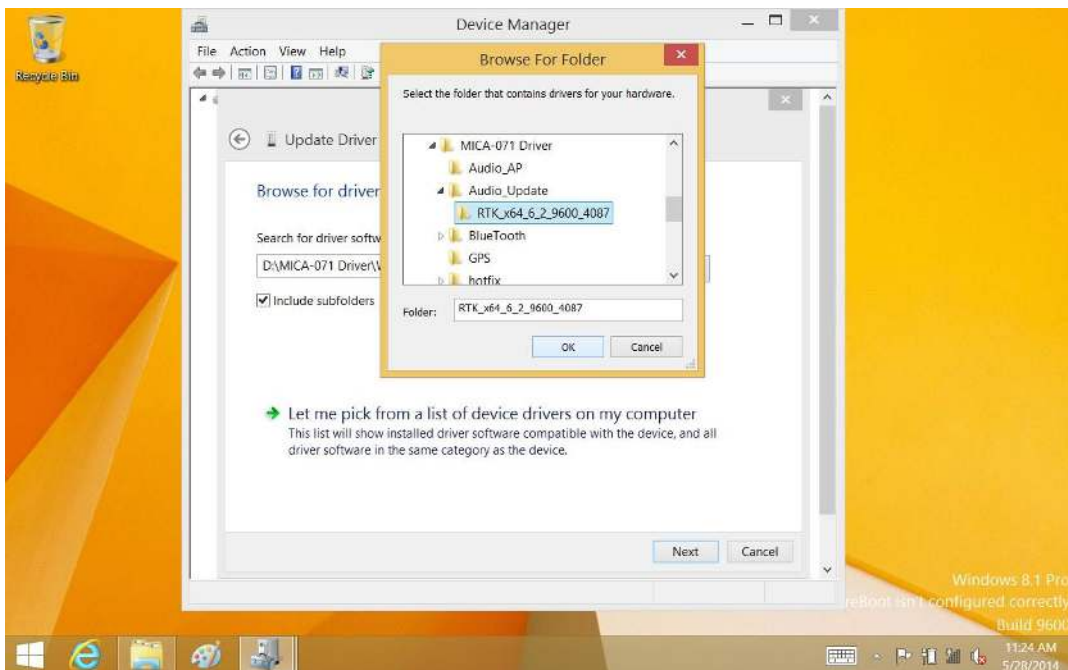 Recycle Bin
Device Manager
File Action View Help
Browse For Folder
Select the folder that contains drivers for your hardware.
Update Driver
MICA-071 Driver
Audio_AP
Browse for driver
Audio_Update
RTK_x64_6_2_9600_4087
Search for driver softw
BlueTooth
D:\MICA-071 Driver\
GPS
hotfix
Include subfolders
Folder: RTK_x64_6_2_9600_4087
OK Cancel
Let me pick from a list of device drivers on my computer
This list will show installed driver software compatible with the device, and all
driver software in the same category as the device.
Next Cancel
Windows 8.1 Pro
isn't configured correctly
Build 9600
11:24 AM
5/28/2014